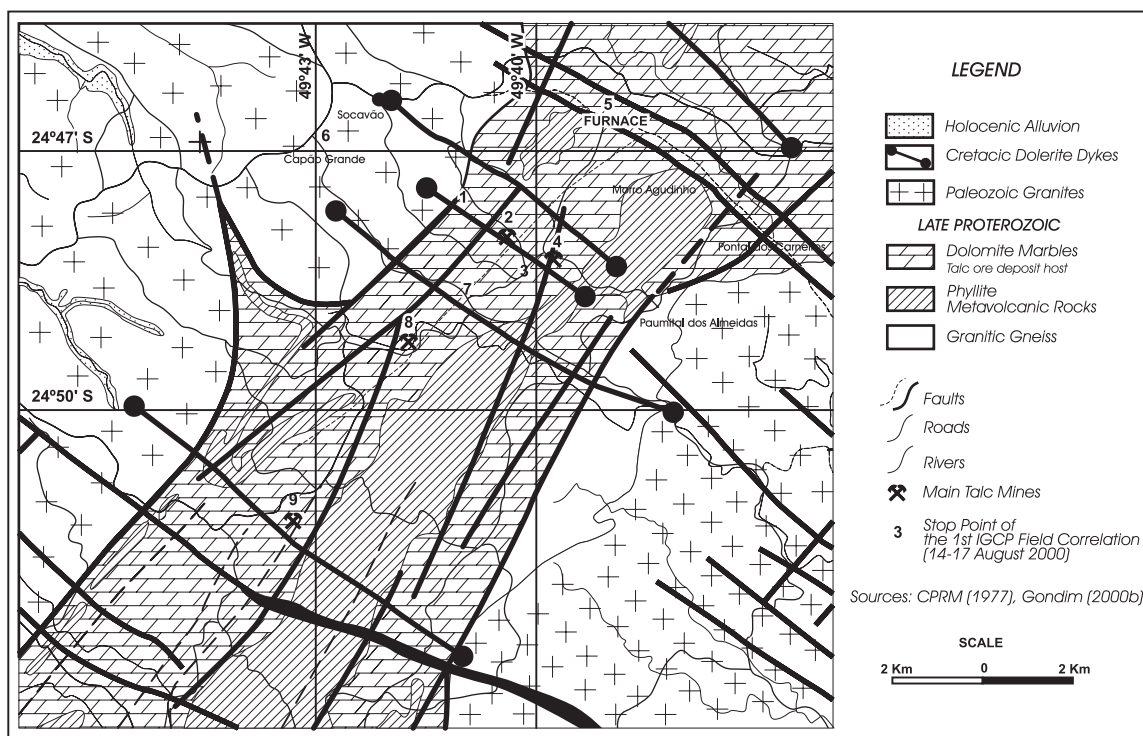 49°43' W
49°40' W
Socavão
5
FURNACE
24°47' S
6
Capão Grande
Morro Agudinho
1
2
4
Pontal dos Carneiros
3
7
Paumital dos Almeidas
8
24°50' S
9
LEGEND
Holocenic Alluvion
Cretacic Dolerite Dykes
Paleozoic Granites
LATE PROTEROZOIC
Dolomite Marbles
Talc ore deposit host
Phyllite
Metavolcanic Rocks
Granitic Gneiss
Faults
Roads
Rivers
Main Talc Mines
3
Stop Point of
the 1st IGCP Field Correlation
(14-17 August 2000)
Sources: CPRM (1977), Gondim (2000b)
SCALE
2 Km 0 2 Km